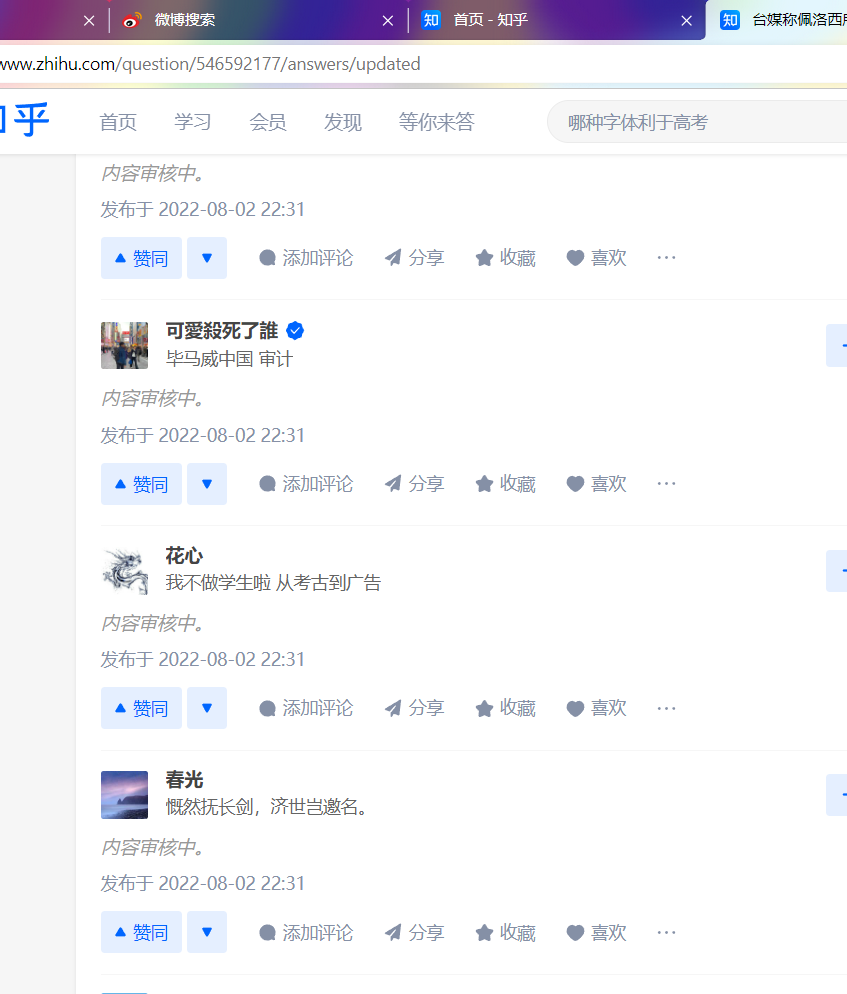 微博搜索
首页 - 知乎
台媒称佩洛西
www.zhihu.com/question/546592177/answers/updated
乎
首页
学习
会员
发现
等你来答
哪种字体利于高考
内容审核中。
发布于 2022-08-02 22:31
赞同
添加评论
分享
收藏
喜欢
可愛殺死了誰
毕马威中国 审计
内容审核中。
发布于 2022-08-02 22:31
赞同
添加评论
分享
收藏
喜欢
花心
我不做学生啦 从考古到广告
内容审核中。
发布于 2022-08-02 22:31
赞同
添加评论
分享
收藏
喜欢
春光
慨然抚长剑，济世岂邀名。
内容审核中。
发布于 2022-08-02 22:31
赞同
添加评论
分享
收藏
喜欢